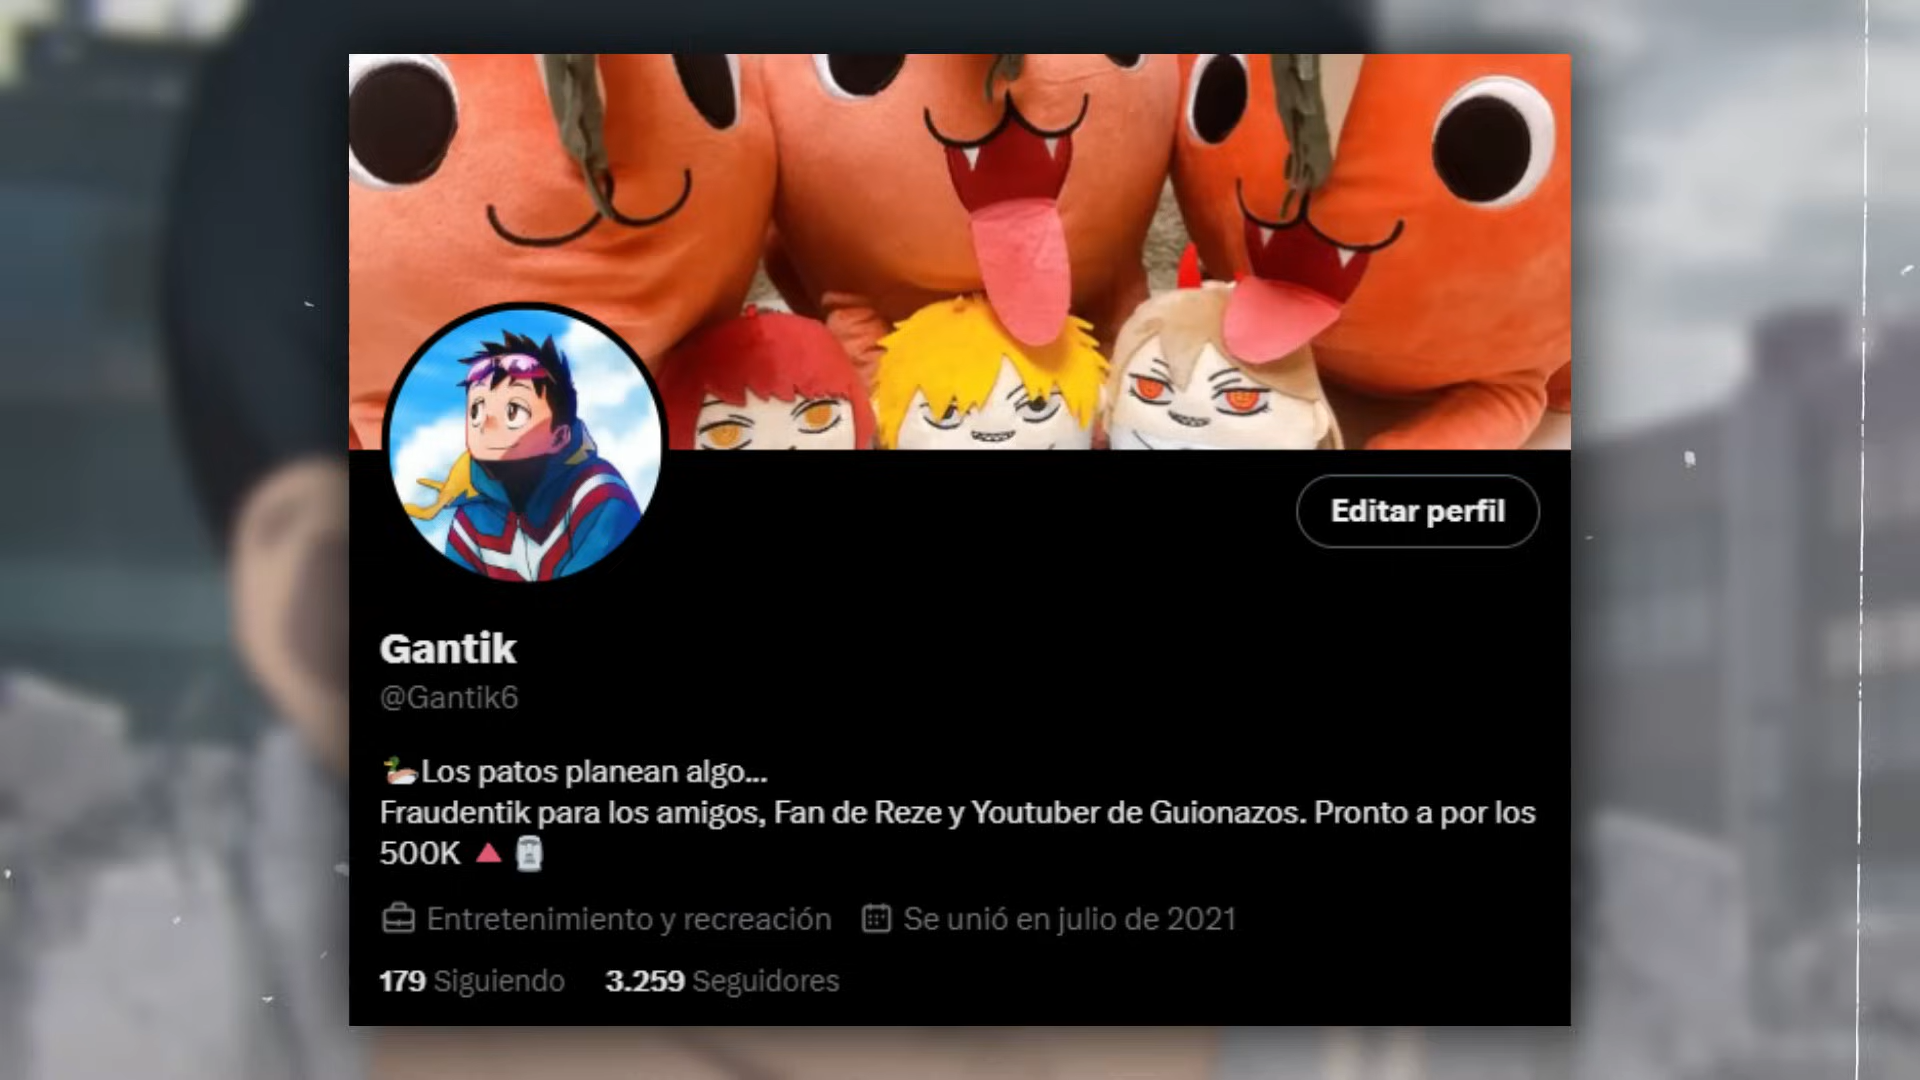 Editar perfil
Gantik
@Gantik6
🦆Los patos planean algo...
Fraudentik para los amigos, Fan de Reze y Youtuber de Guionazos. Pronto a por los
500K 🔺🗿
Entretenimiento y recreación Se unió en julio de 2021
179 Siguiendo 3.259 Seguidores